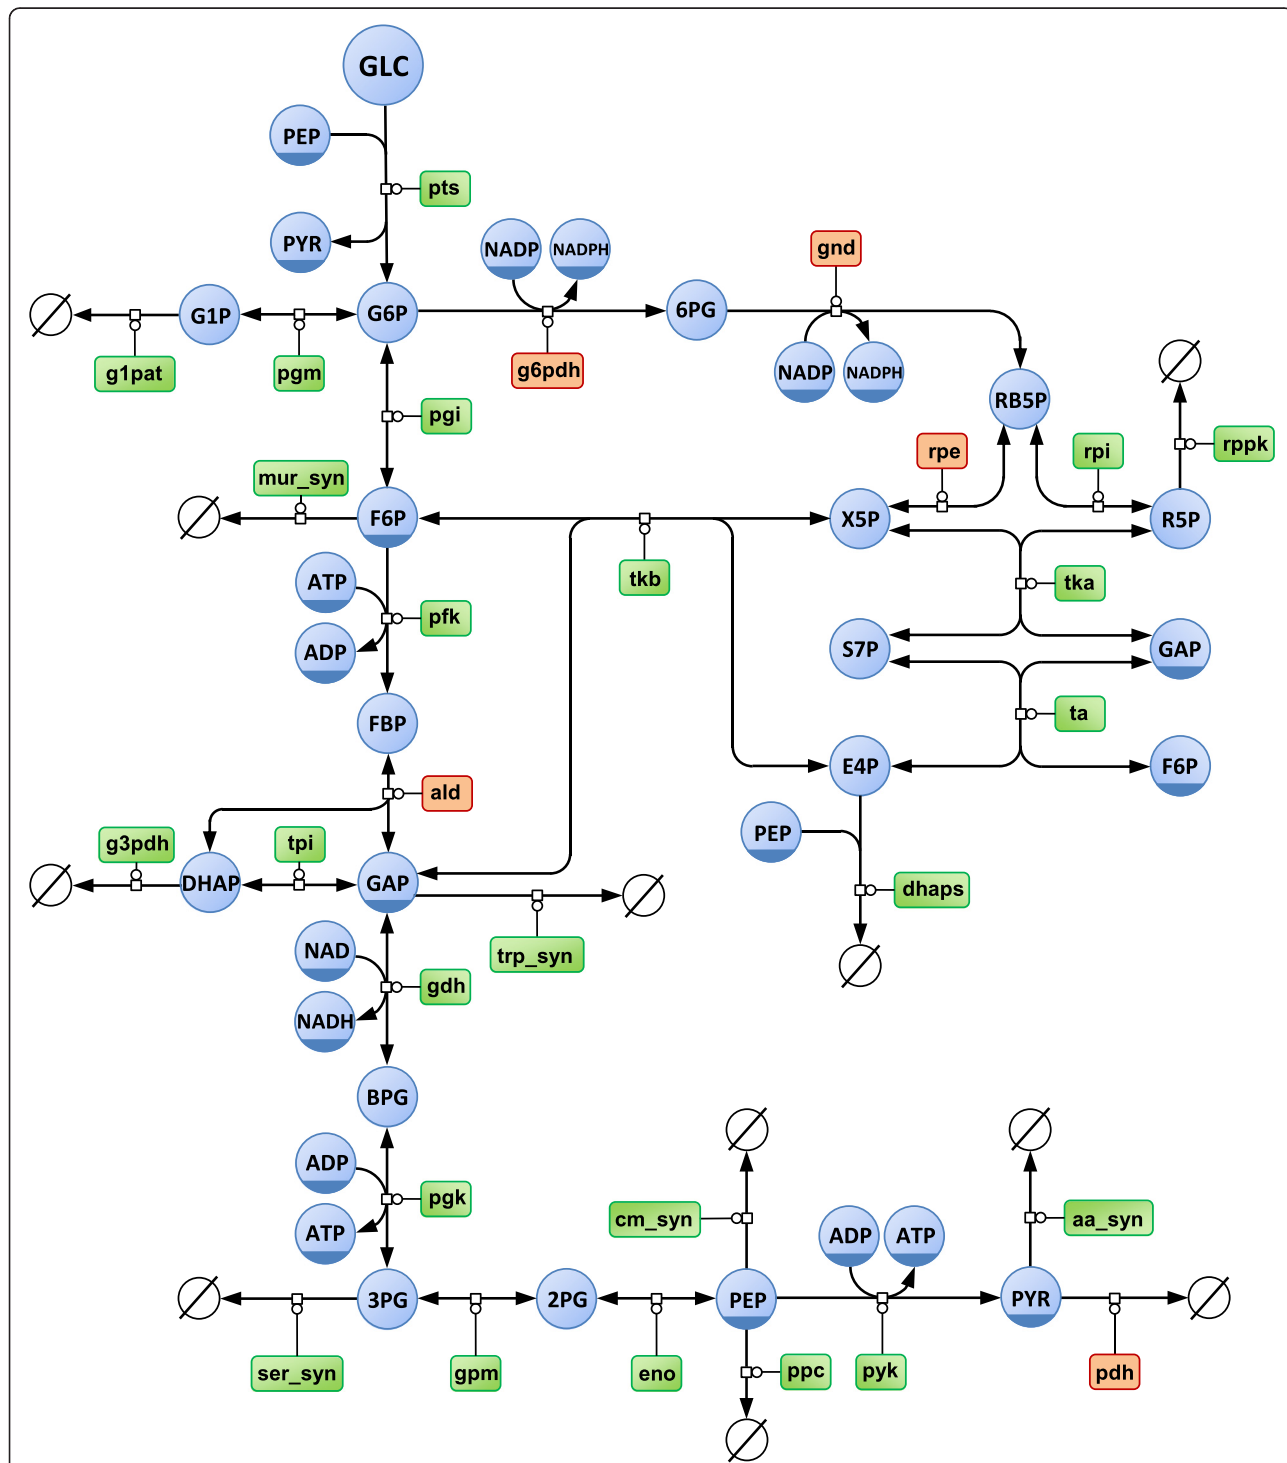 GLC
PEP
pts
PYR
NADP
NADPH
gnd
G1P
G6P
6PG
g1pat
pgm
g6pdh
NADP
NADPH
RB5P
pgi
rpe
rpi
rppk
mur_syn
F6P
X5P
R5P
ATP
tkb
tka
pfk
ADP
S7P
GAP
FBP
ta
E4P
F6P
ald
PEP
g3pdh
tpi
DHAP
GAP
dhaps
NAD
trp_syn
gdh
NADH
BPG
ADP
pgk
ATP
cm_syn
aa_syn
ADP
ATP
3PG
2PG
PEP
PYR
ser_syn
gpm
eno
ppc
pyk
pdh